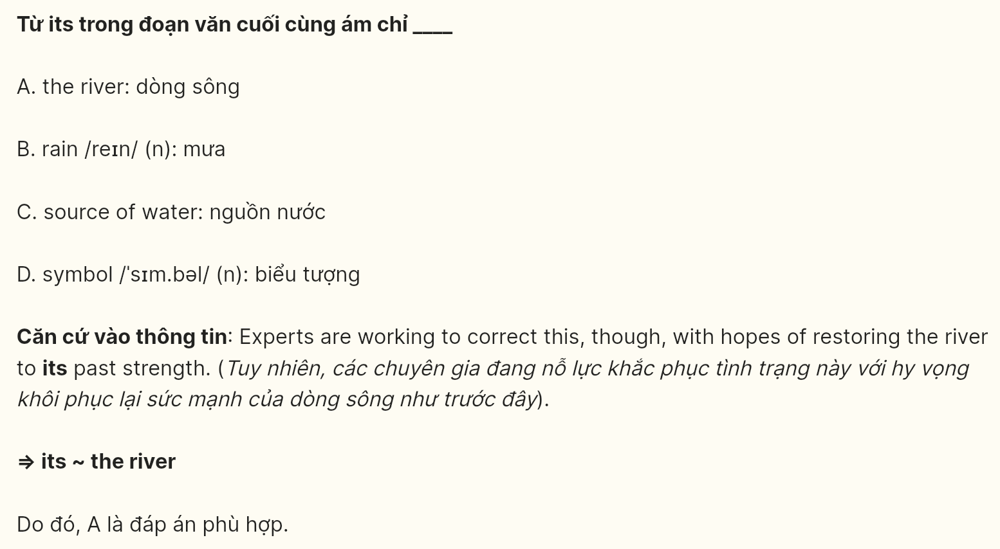 Từ its trong đoạn văn cuối cùng ám chỉ ____
A. the river: dòng sông
B. rain /reɪn/ (n): mưa
C. source of water: nguồn nước
D. symbol /ˈsɪm.bəl/ (n): biểu tượng
Căn cứ vào thông tin: Experts are working to correct this, though, with hopes of restoring the river
to its past strength. (Tuy nhiên, các chuyên gia đang nỗ lực khắc phục tình trạng này với hy vọng
khôi phục lại sức mạnh của dòng sông như trước đây).
⇒ its ~ the river
Do đó, A là đáp án phù hợp.